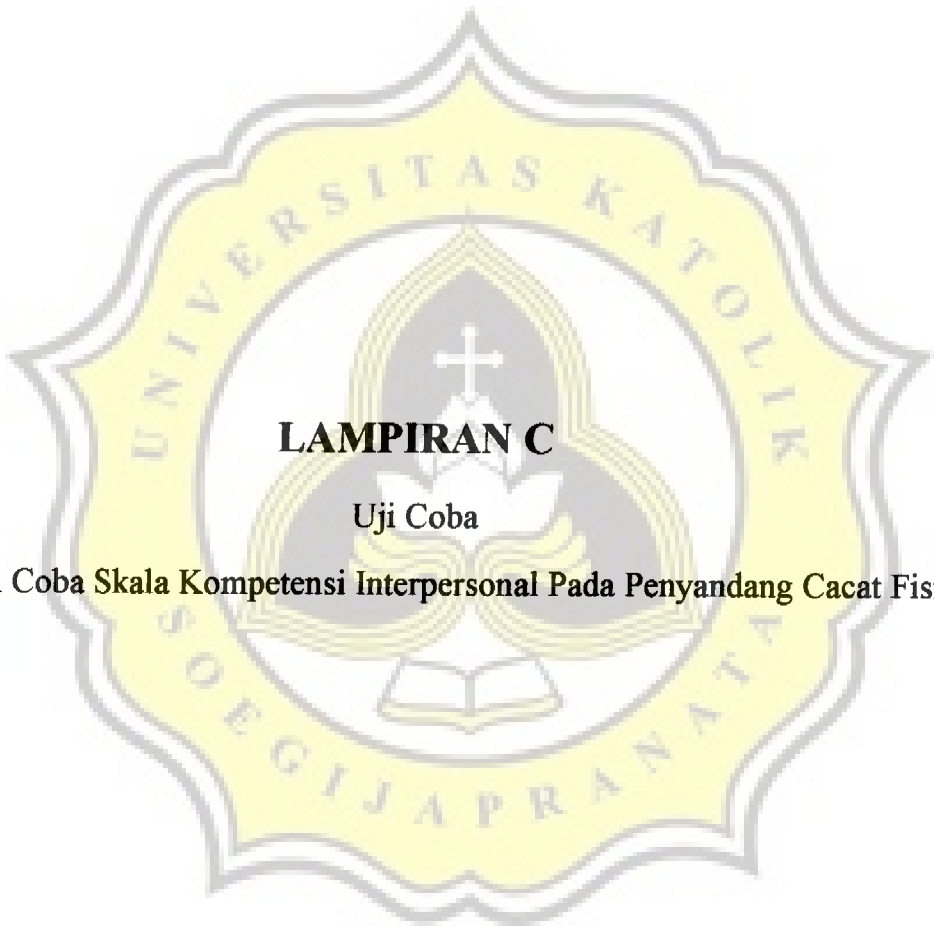 UNIVERSITAS KATOLIK
LAMPIRAN C
Uji Coba
Coba Skala Kompetensi Interpersonal Pada Penyandang Cacat
SOEGIJAPRANATA